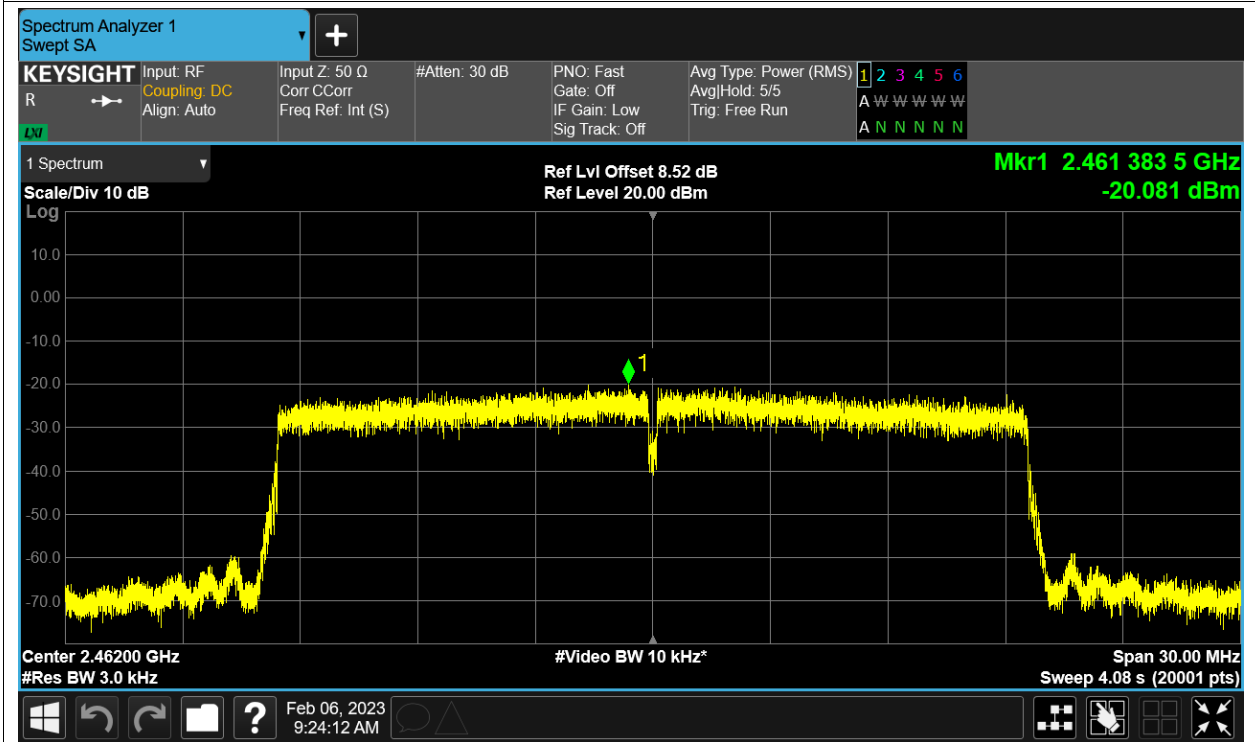 Spectrum Analyzer 1
Swept SA
+
KEYSIGHT
R
LXI
Input: RF
Coupling: DC
Align: Auto
Input Z: 50 Ω
Corr CCorr
Freq Ref: Int (S)
#Atten: 30 dB
PNO: Fast
Gate: Off
IF Gain: Low
Sig Track: Off
Avg Type: Power (RMS)
Avg|Hold: 5/5
Trig: Free Run
1 2 3 4 5 6
A W W W W W
A N N N N N
1 Spectrum
Scale/Div 10 dB
Log
Ref Lvl Offset 8.52 dB
Ref Level 20.00 dBm
Mkr1 2.461 383 5 GHz
-20.081 dBm
10.0
0.00
-10.0
-20.0
-30.0
-40.0
-50.0
-60.0
-70.0
1
Center 2.46200 GHz
#Res BW 3.0 kHz
#Video BW 10 kHz*
Span 30.00 MHz
Sweep 4.08 s (20001 pts)
?
Feb 06, 2023
9:24:12 AM